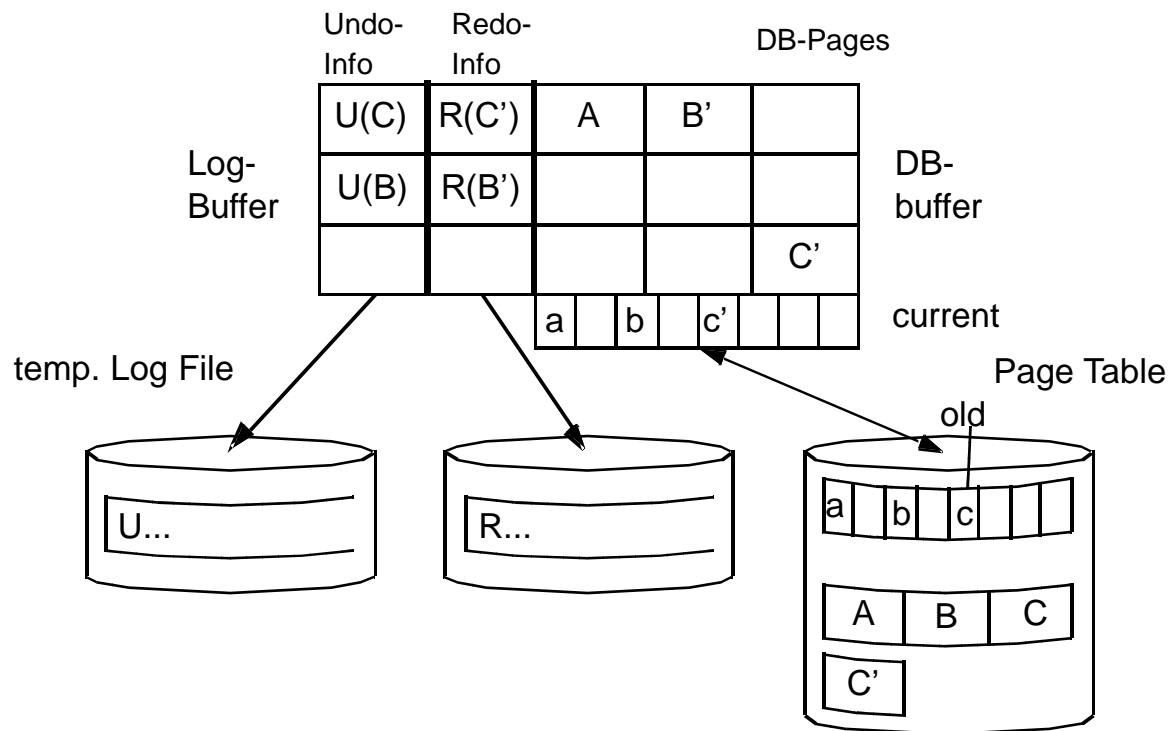 Undo-
Info
Redo-
Info
DB-Pages
U(C) R(C’) A B’
Log-
Buffer
U(B) R(B’)
DB-
buffer
C’
a b c’
current
temp. Log File
Page Table
old
a b c
U...
R...
A B C
C’